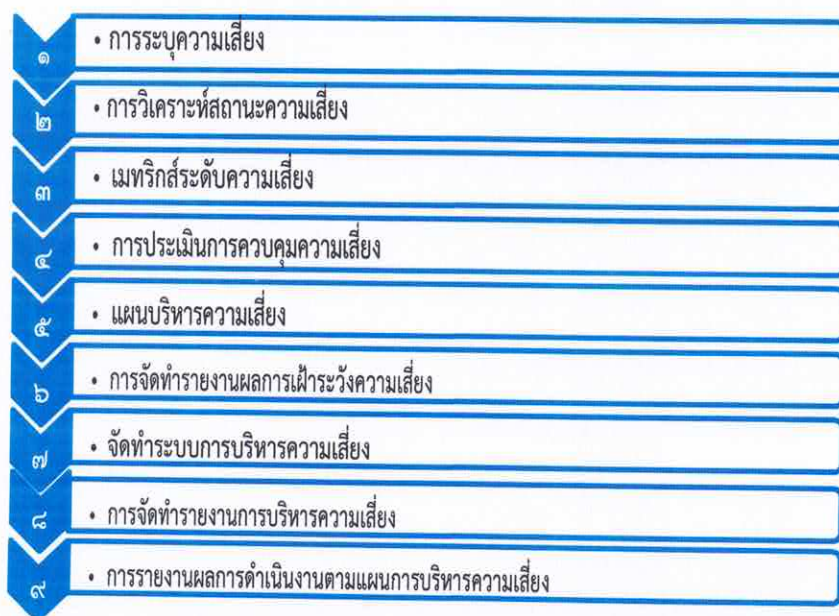 ๑ • การระบุความเสี่ยง
๒ • การวิเคราะห์สถานะความเสี่ยง
๓ • เมทริกส์ระดับความเสี่ยง
๔ • การประเมินการควบคุมความเสี่ยง
๕ • แผนบริหารความเสี่ยง
๖ • การจัดทำรายงานผลการเฝ้าระวังความเสี่ยง
๗ • จัดทำระบบการบริหารความเสี่ยง
๘ • การจัดทำรายงานการบริหารความเสี่ยง
๙ • การรายงานผลการดำเนินงานตามแผนการบริหารความเสี่ยง